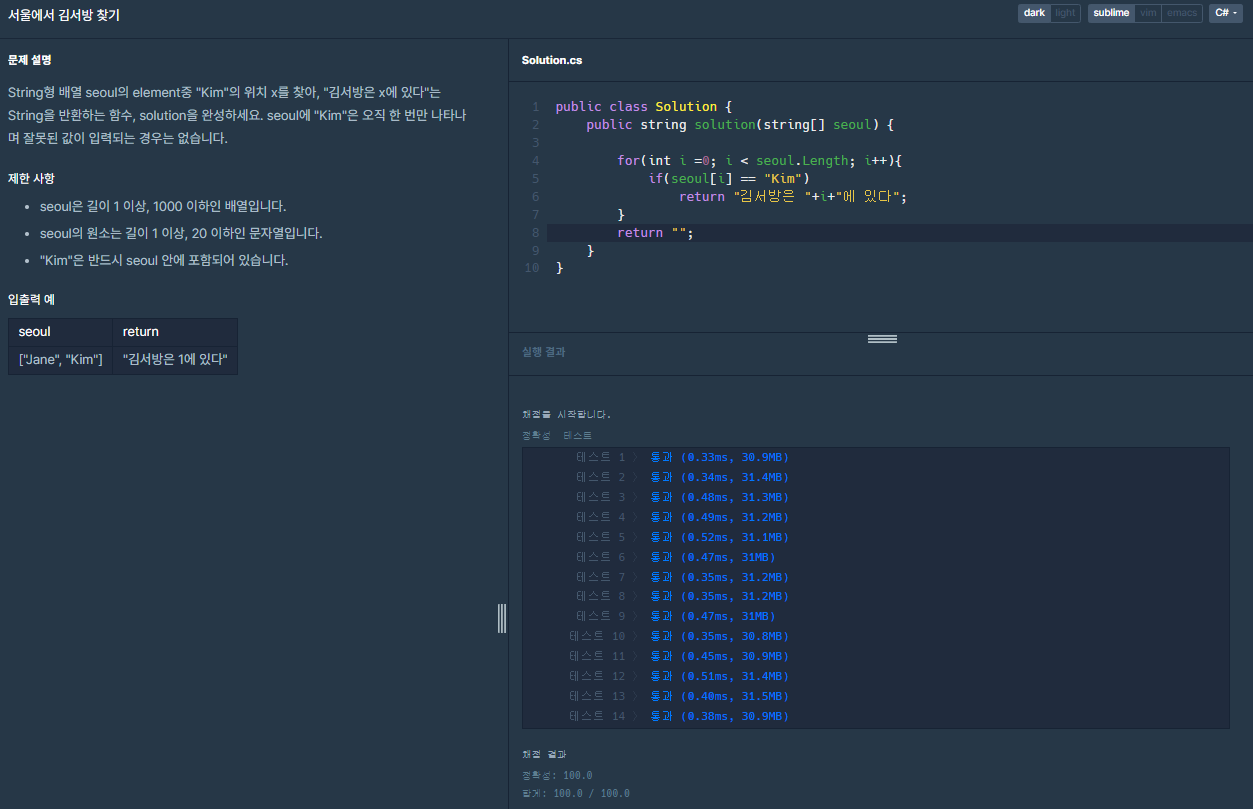 서울에서 김서방 찾기
dark light sublime vim emacs C#
문제 설명
String형 배열 seoul의 element중 "Kim"의 위치 x를 찾아, "김서방은 x에 있다"는
String을 반환하는 함수, solution을 완성하세요. seoul에 "Kim"은 오직 한 번만 나타나
며 잘못된 값이 입력되는 경우는 없습니다.
제한 사항
• seoul은 길이 1 이상, 1000 이하인 배열입니다.
• seoul의 원소는 길이 1 이상, 20 이하인 문자열입니다.
• "Kim"은 반드시 seoul 안에 포함되어 있습니다.
입출력 예
seoul return
["Jane", "Kim"] "김서방은 1에 있다"
Solution.cs
1 public class Solution {
2     public string solution(string[] seoul) {
3
4         for(int i =0; i < seoul.Length; i++){
5             if(seoul[i] == "Kim")
6                 return "김서방은 "+i+"에 있다";
7         }
8         return "";
9     }
10 }
실행 결과
채점을 시작합니다.
정확성 테스트
테스트 1 〉 통과 (0.33ms, 30.9MB)
테스트 2 〉 통과 (0.34ms, 31.4MB)
테스트 3 〉 통과 (0.48ms, 31.3MB)
테스트 4 〉 통과 (0.49ms, 31.2MB)
테스트 5 〉 통과 (0.52ms, 31.1MB)
테스트 6 〉 통과 (0.47ms, 31MB)
테스트 7 〉 통과 (0.35ms, 31.2MB)
테스트 8 〉 통과 (0.35ms, 31.2MB)
테스트 9 〉 통과 (0.47ms, 31MB)
테스트 10 〉 통과 (0.35ms, 30.8MB)
테스트 11 〉 통과 (0.45ms, 30.9MB)
테스트 12 〉 통과 (0.51ms, 31.4MB)
테스트 13 〉 통과 (0.40ms, 31.5MB)
테스트 14 〉 통과 (0.38ms, 30.9MB)
채점 결과
정확성: 100.0
합계: 100.0 / 100.0